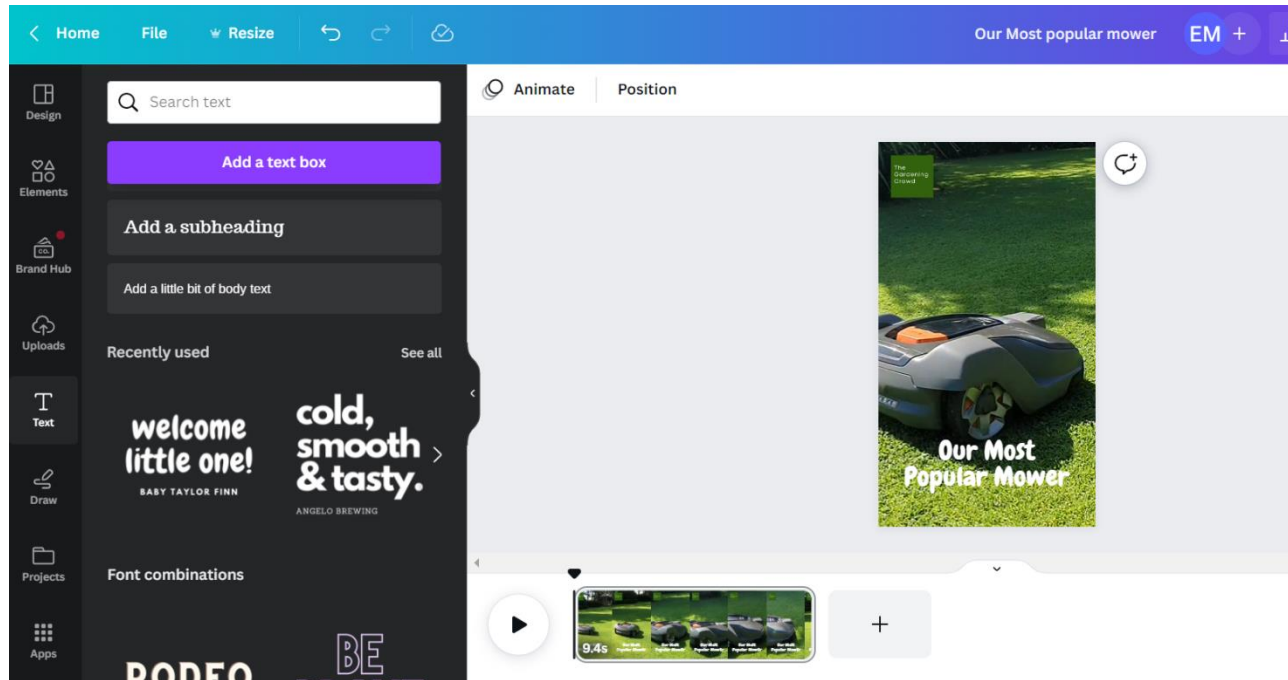 Home File Resize Our Most popular mower EM +
Design
Elements
Brand Hub
CO.
Uploads
Text
Draw
Projects
Apps
Search text
Add a text box
Add a subheading
Add a little bit of body text
Recently used See all
welcome
little one!
BABY TAYLOR FINN
cold,
smooth
& tasty.
ANGELO BREWING
Font combinations
RODEO
BE
Animate Position
The
Gardening
Crowd
Our Most
Popular Mower
9.4s